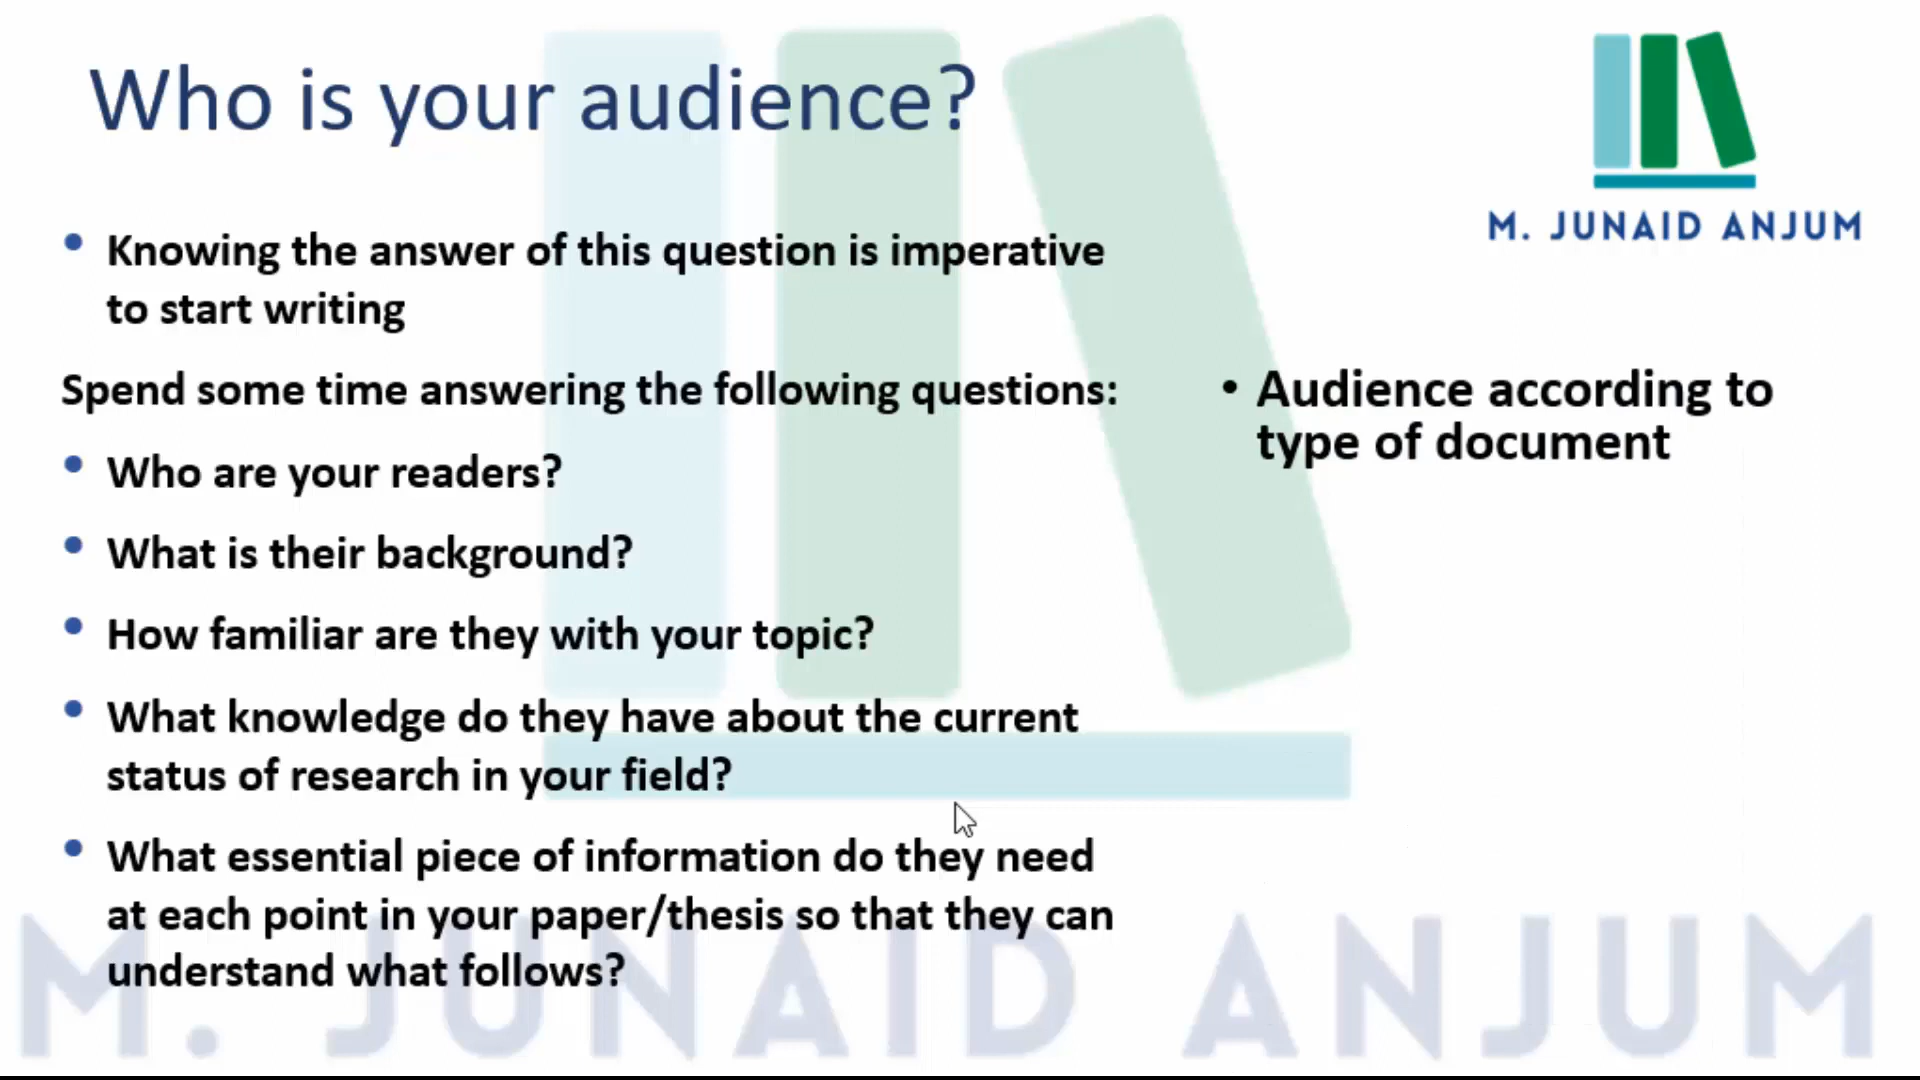 Who is your audience?
M. JUNAID ANJUM
• Knowing the answer of this question is imperative
to start writing
Spend some time answering the following questions:
• Who are your readers?
• What is their background?
• How familiar are they with your topic?
• What knowledge do they have about the current
status of research in your field?
• What essential piece of information do they need
at each point in your paper/thesis so that they can
understand what follows?
• Audience according to
type of document
M. JUNAID ANJUM